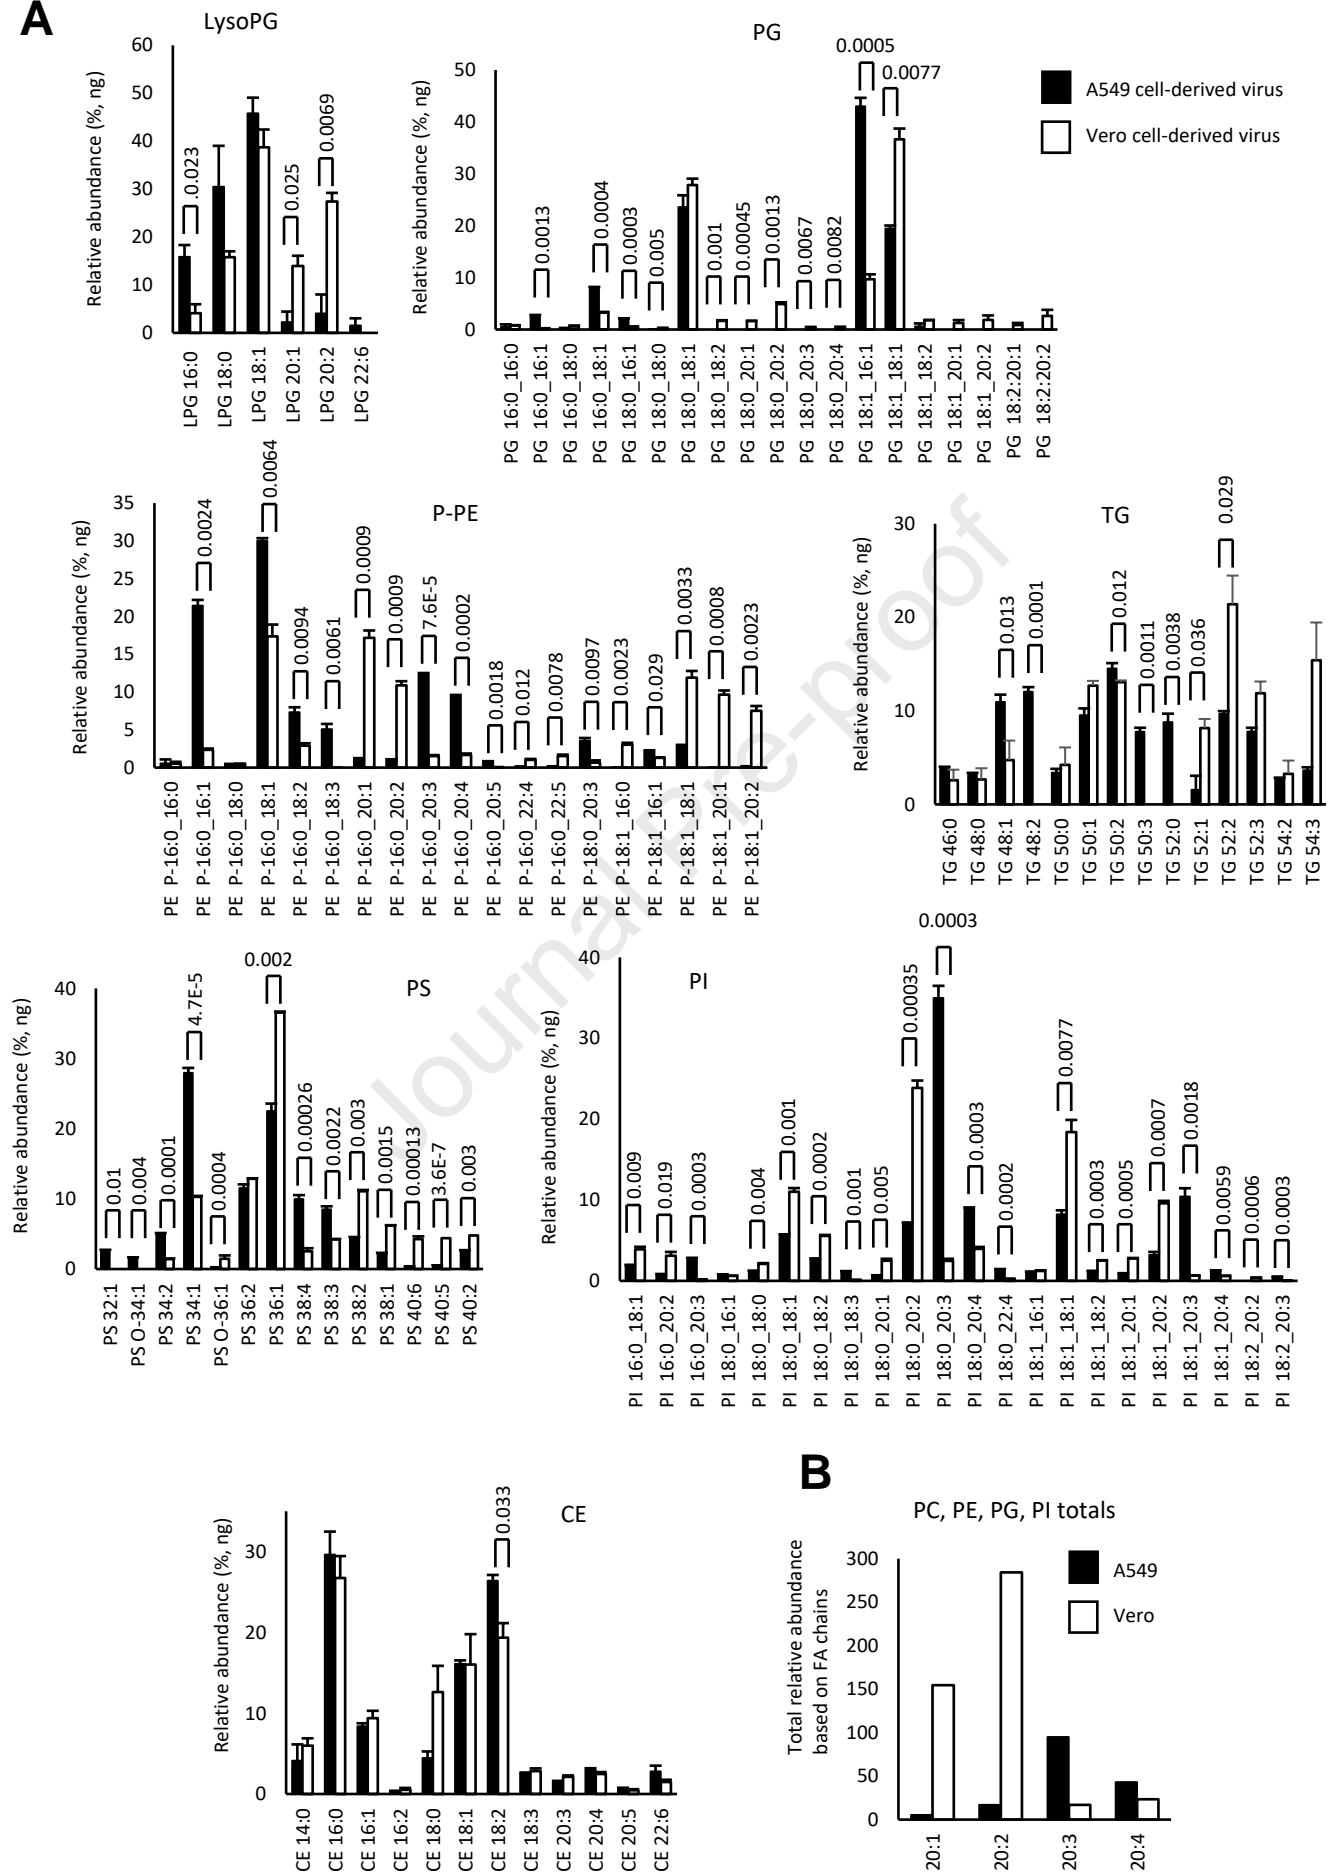 A
LysoPG
Relative abundance (%, ng)
60
50
40
30
20
10
0
0.023
0.025
0.0069
LPG 16:0
LPG 18:0
LPG 18:1
LPG 20:1
LPG 20:2
LPG 22:6
PG
Relative abundance (%, ng)
50
40
30
20
10
0
0.0013
0.0004
0.0003
0.005
0.001
0.00045
0.0013
0.0067
0.0082
0.0005
0.0077
PG 16:0_16:0
PG 16:0_16:1
PG 16:0_18:0
PG 16:0_18:1
PG 18:0_16:1
PG 18:0_18:0
PG 18:0_18:1
PG 18:0_18:2
PG 18:0_20:1
PG 18:0_20:2
PG 18:0_20:3
PG 18:0_20:4
PG 18:1_16:1
PG 18:1_18:1
PG 18:1_18:2
PG 18:1_20:1
PG 18:1_20:2
PG 18:2:20:1
PG 18:2:20:2
A549 cell-derived virus
Vero cell-derived virus
P-PE
Relative abundance (%, ng)
35
30
25
20
15
10
5
0
0.0024
0.0064
0.0094
0.0061
0.0009
0.0009
7.6E-5
0.0002
0.0018
0.012
0.0078
0.0097
0.0023
0.029
0.0033
0.0008
0.0023
PE P-16:0_16:0
PE P-16:0_16:1
PE P-16:0_18:0
PE P-16:0_18:1
PE P-16:0_18:2
PE P-16:0_18:3
PE P-16:0_20:1
PE P-16:0_20:2
PE P-16:0_20:3
PE P-16:0_20:4
PE P-16:0_20:5
PE P-16:0_22:4
PE P-16:0_22:5
PE P-18:0_20:3
PE P-18:1_16:0
PE P-18:1_16:1
PE P-18:1_18:1
PE P-18:1_20:1
PE P-18:1_20:2
TG
Relative abundance (%, ng)
30
20
10
0
0.013
0.0001
0.012
0.0011
0.0038
0.036
0.029
TG 46:0
TG 48:0
TG 48:1
TG 48:2
TG 50:0
TG 50:1
TG 50:2
TG 50:3
TG 52:0
TG 52:1
TG 52:2
TG 52:3
TG 54:2
TG 54:3
PS
Relative abundance (%, ng)
40
30
20
10
0
0.01
0.004
0.0001
4.7E-5
0.0004
0.002
0.00026
0.0022
0.003
0.0015
0.00013
3.6E-7
0.003
PS 32:1
PS O-34:1
PS 34:2
PS 34:1
PS O-36:1
PS 36:2
PS 36:1
PS 38:4
PS 38:3
PS 38:2
PS 38:1
PS 40:6
PS 40:5
PS 40:2
PI
Relative abundance (%, ng)
40
30
20
10
0
0.009
0.019
0.0003
0.004
0.001
0.0002
0.001
0.005
0.00035
0.0003
0.003
0.0002
0.0077
0.0003
0.0005
0.0007
0.0018
0.0059
0.0006
0.0003
PI 16:0_18:1
PI 16:0_20:2
PI 16:0_20:3
PI 18:0_16:1
PI 18:0_18:0
PI 18:0_18:1
PI 18:0_18:2
PI 18:0_18:3
PI 18:0_20:1
PI 18:0_20:2
PI 18:0_20:3
PI 18:0_20:4
PI 18:0_22:4
PI 18:1_16:1
PI 18:1_18:1
PI 18:1_18:2
PI 18:1_20:1
PI 18:1_20:2
PI 18:1_20:3
PI 18:1_20:4
PI 18:2_20:2
PI 18:2_20:3
CE
Relative abundance (%, ng)
30
20
10
0
0.033
CE 14:0
CE 16:0
CE 16:1
CE 16:2
CE 18:0
CE 18:1
CE 18:2
CE 18:3
CE 20:3
CE 20:4
CE 20:5
CE 22:6
B
PC, PE, PG, PI totals
Total relative abundance
based on FA chains
300
250
200
150
100
50
0
A549
Vero
20:1
20:2
20:3
20:4
Journal Pre-proof